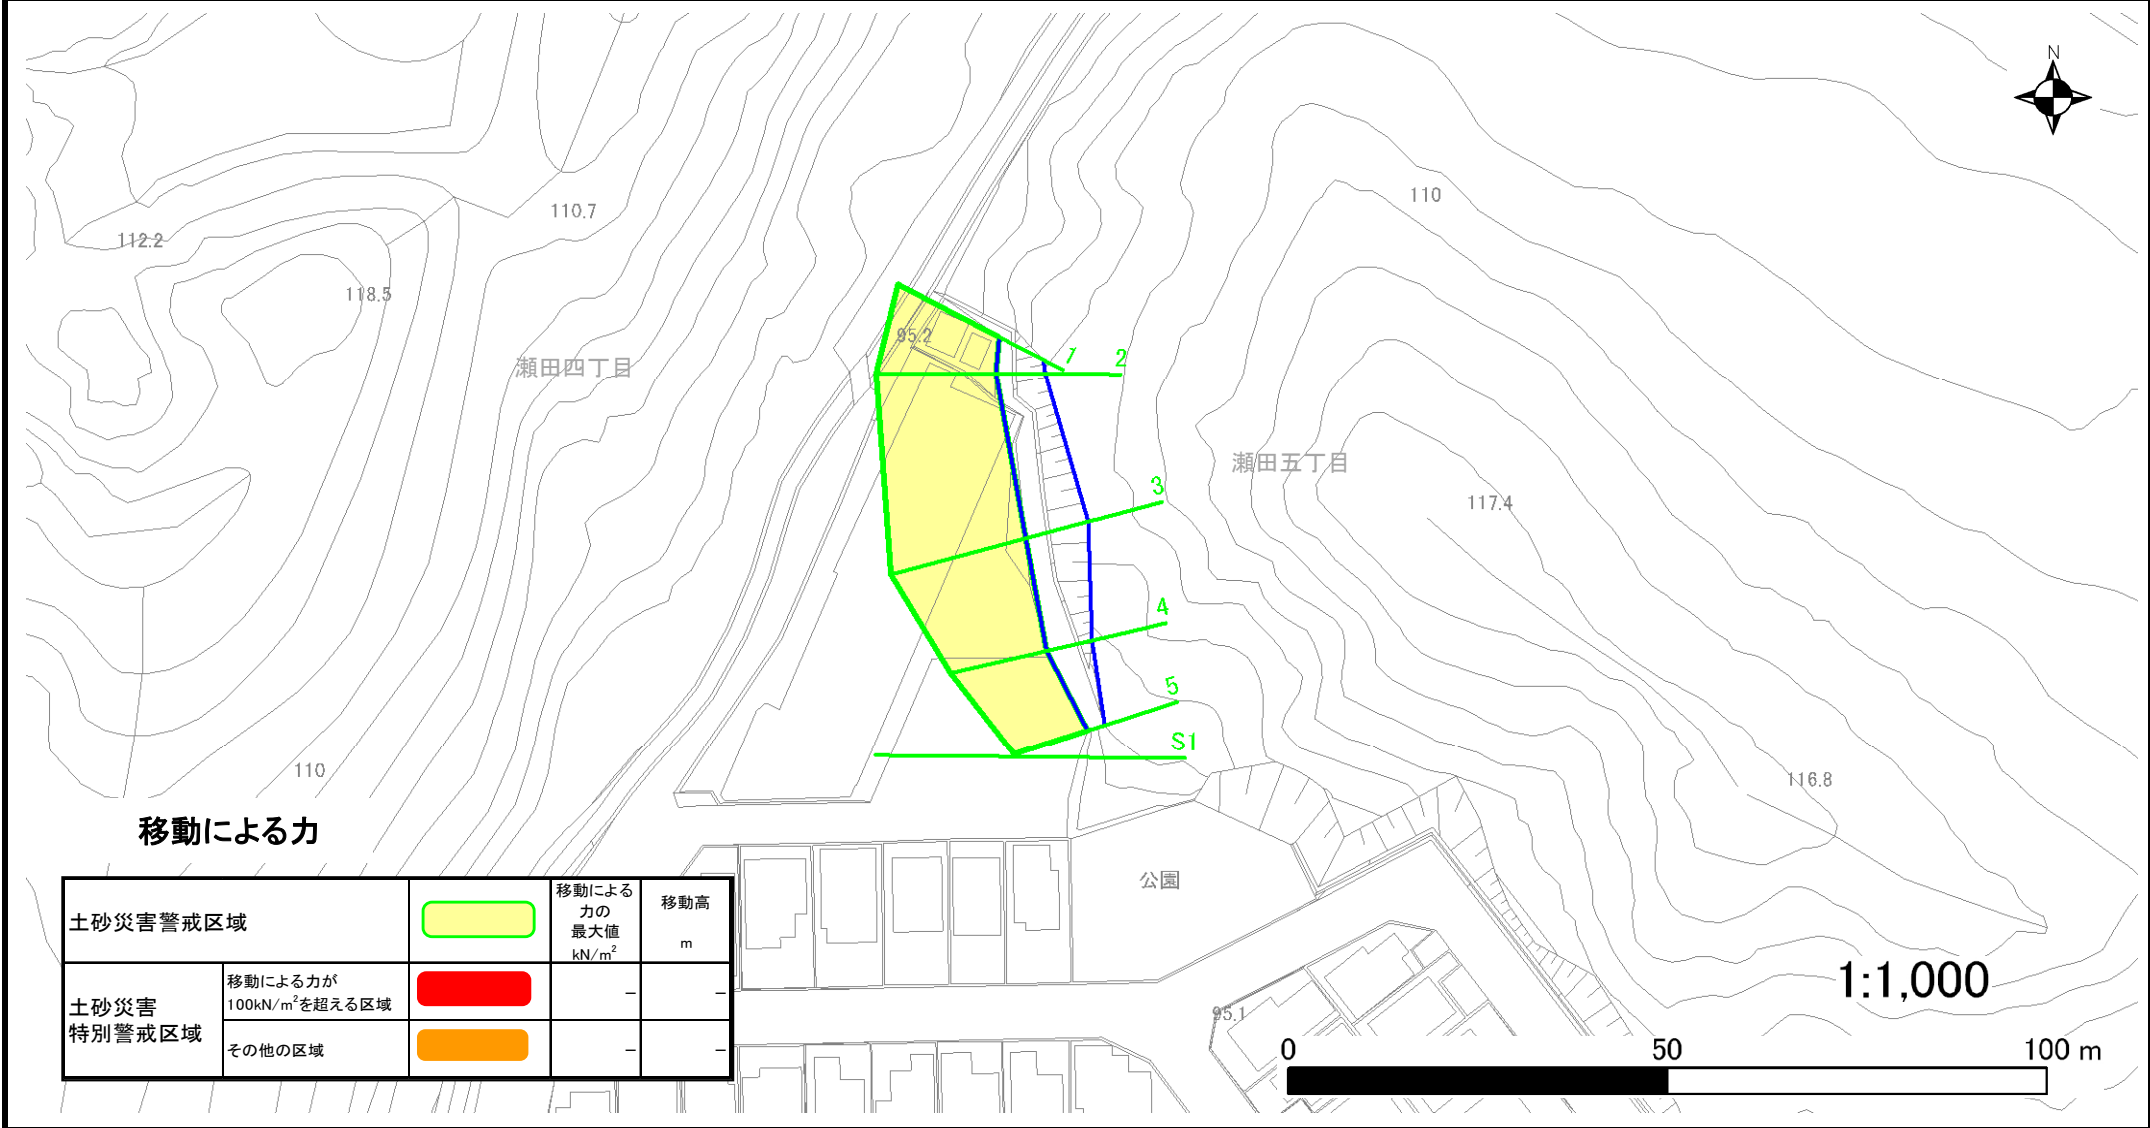 N
110
110.7
112.2
118.5
95.2
瀬田四丁目
1
2
瀬田五丁目
3
117.4
4
5
S1
110
116.8
移動による力
公園
土砂災害警戒区域
移動による
力の
最大値
kN/m²
移動高
m
土砂災害
特別警戒区域
移動による力が
100kN/m²を超える区域
–
–
その他の区域
–
–
95.1
1:1,000
0
50
100 m